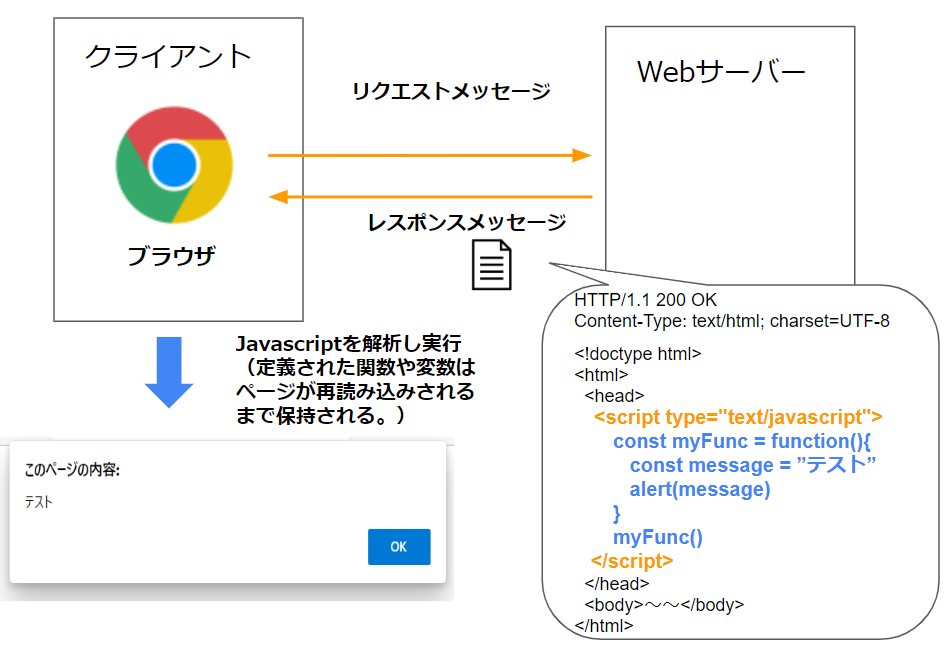 クライアント
ブラウザ
リクエストメッセージ
レスポンスメッセージ
Webサーバー
HTTP/1.1 200 OK
Content-Type: text/html; charset=UTF-8
<!doctype html>
<html>
<head>
<script type="text/javascript">
const myFunc = function(){
const message = ”テスト”
alert(message)
}
myFunc()
</script>
</head>
<body>～～</body>
</html>
Javascriptを解析し実行
（定義された関数や変数は
ページが再読み込みされる
まで保持される。）
このページの内容:
テスト
OK